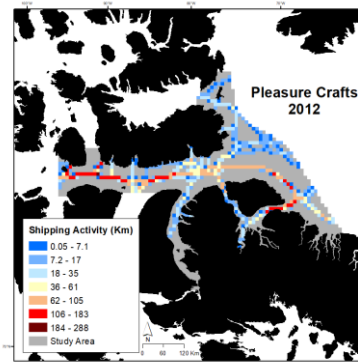 Pleasure Crafts
2012
Shipping Activity (Km)
0.05 - 7.1
7.2 - 17
18 - 35
36 - 61
62 - 105
106 - 183
184 - 288
Study Area
N
0 60 120 Km